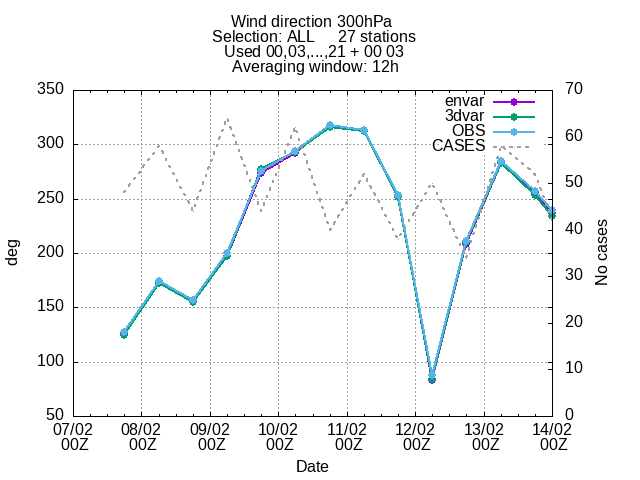 Wind direction 300hPa
Selection: ALL 27 stations
Used 00,03,...,21 + 00 03
Averaging window: 12h
envar
3dvar
OBS
CASES
350
300
250
200
150
100
50
deg
70
60
50
40
30
20
10
0
No cases
07/02 08/02 09/02 10/02 11/02 12/02 13/02 14/02
00Z 00Z 00Z 00Z 00Z 00Z 00Z 00Z
Date